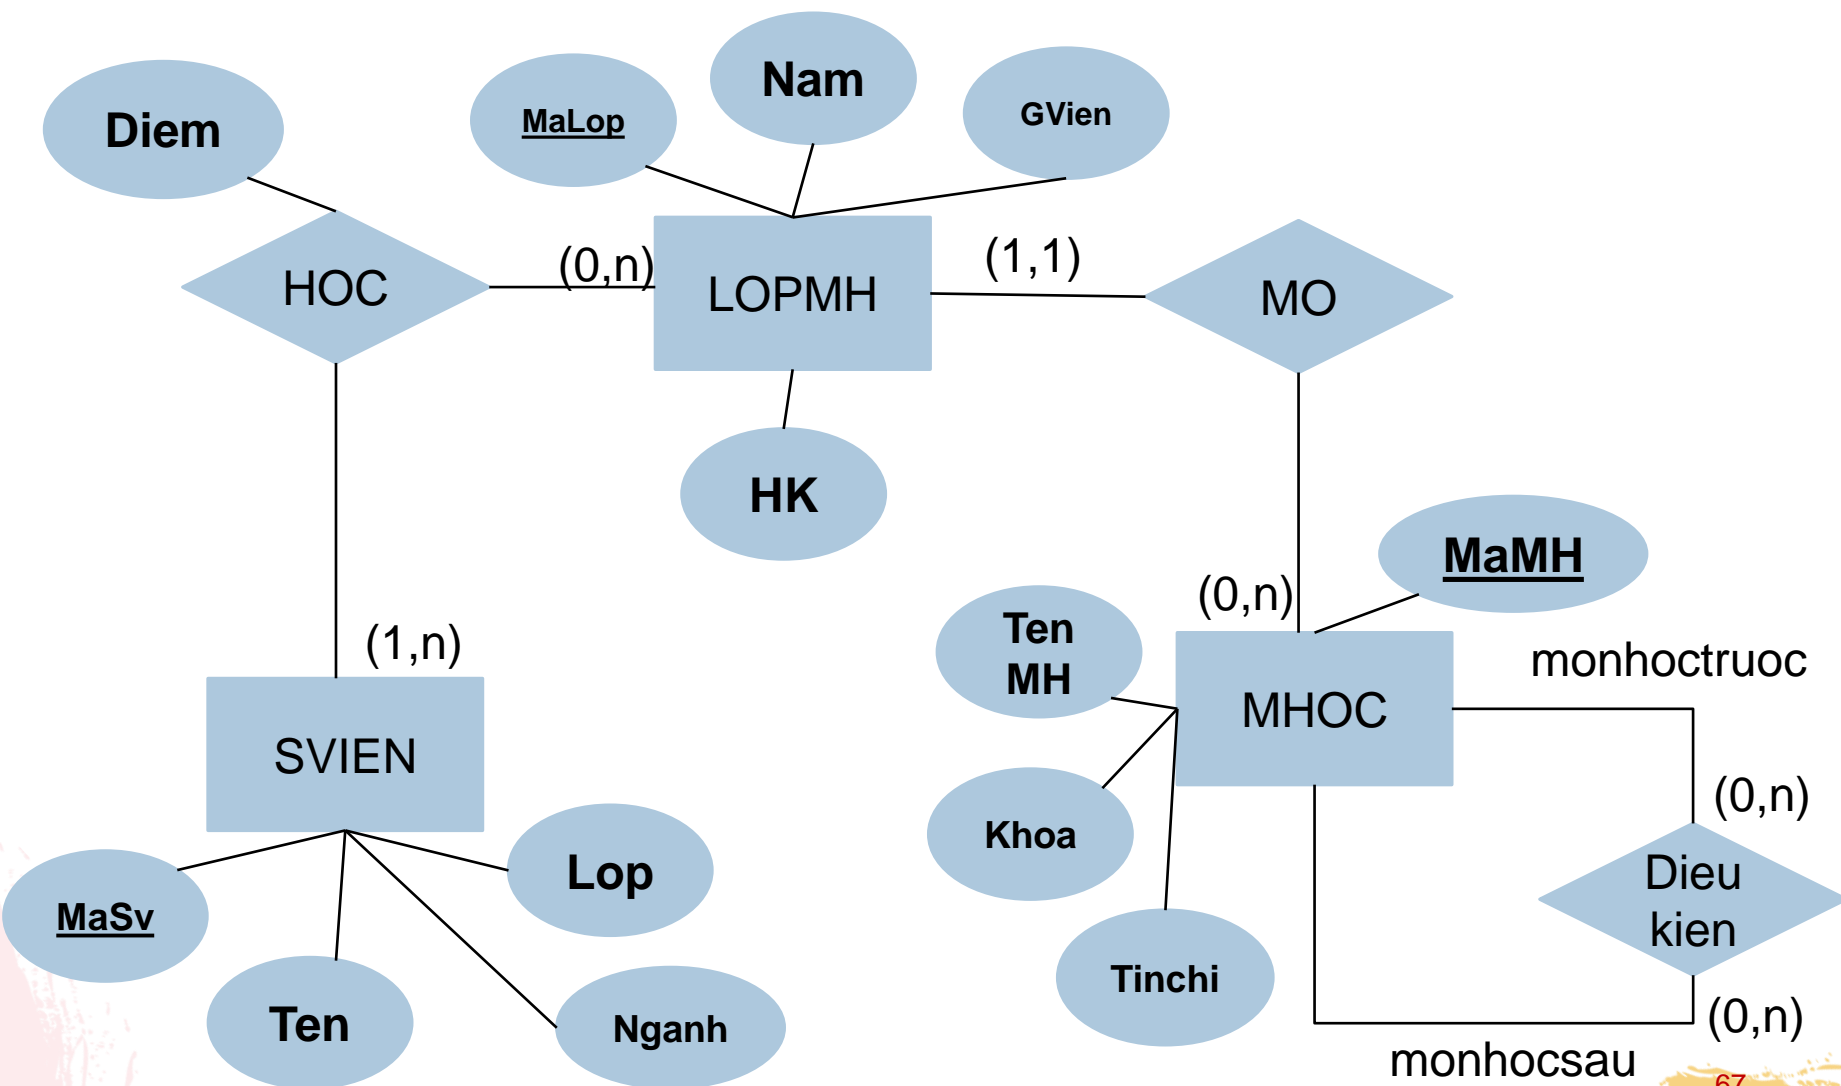 Nam
GVien
MaLop
Diem
(0,n)
(1,1)
HOC
LOPMH
MO
HK
MaMH
(0,n)
Ten
MH
(1,n)
monhoctruoc
MHOC
SVIEN
(0,n)
Khoa
Lop
Dieu
kien
MaSv
Tinchi
Ten
Nganh
(0,n)
monhocsau
67